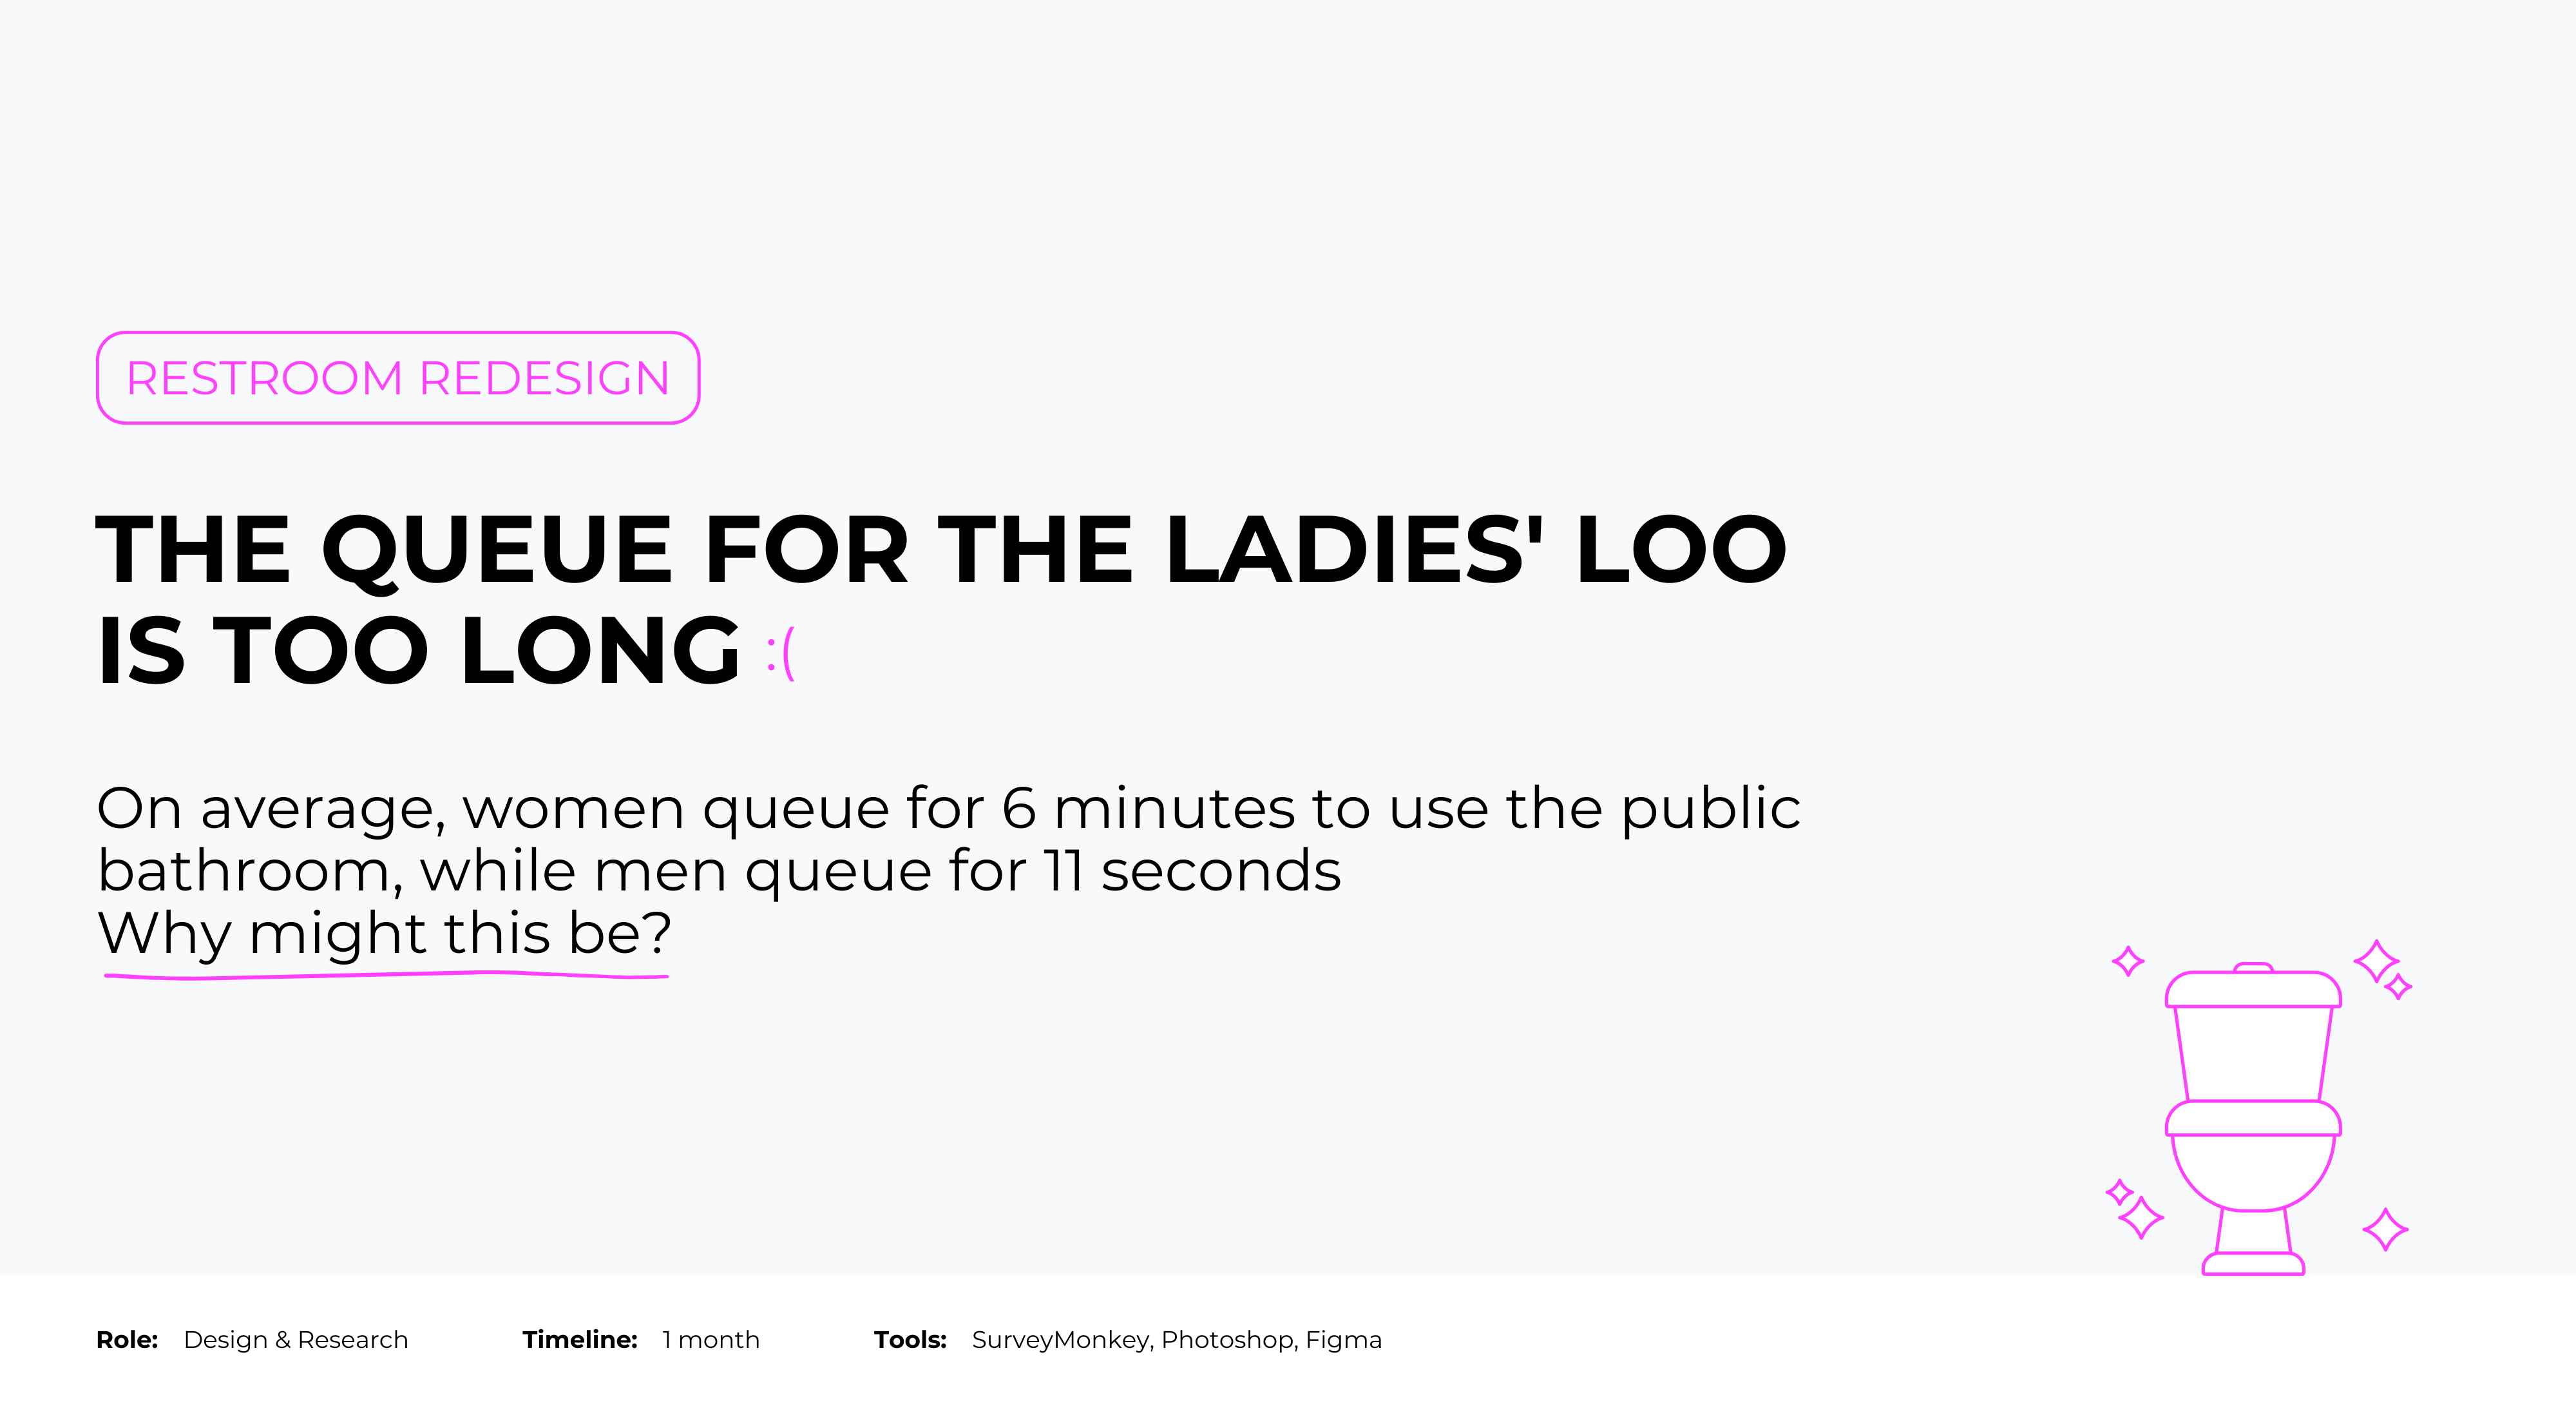 RESTROOM REDESIGN
THE QUEUE FOR THE LADIES' LOO
IS TOO LONG :(
On average, women queue for 6 minutes to use the public
bathroom, while men queue for 11 seconds
Why might this be?
Role: Design & Research Timeline: 1 month Tools: SurveyMonkey, Photoshop, Figma